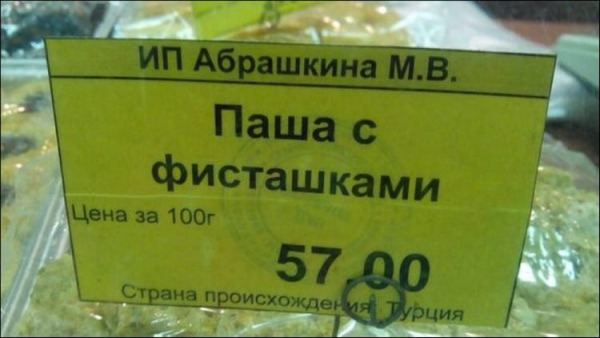 ИП Абрашкина М.В.
Паша с
фисташками
Цена за 100г
57 00
Страна происхождения Турция